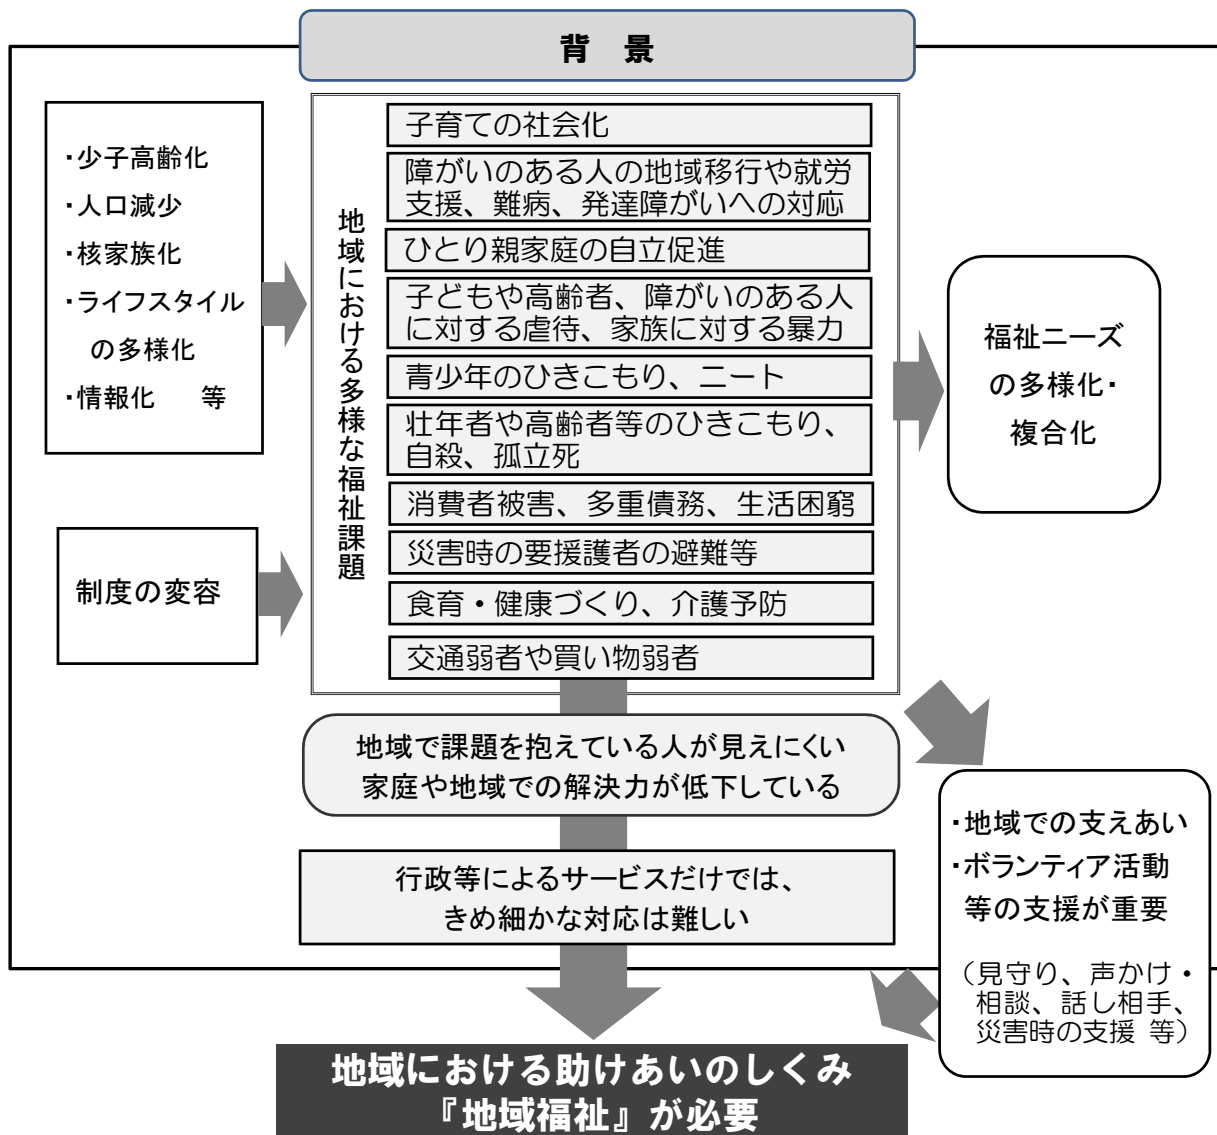 背　景
・少子高齢化
・人口減少
・核家族化
・ライフスタイル
の多様化
・情報化　等
制度の変容
地域における多様な福祉課題
子育ての社会化
障がいのある人の地域移行や就労
支援、難病、発達障がいへの対応
ひとり親家庭の自立促進
子どもや高齢者、障がいのある人
に対する虐待、家族に対する暴力
青少年のひきこもり、ニート
壮年者や高齢者等のひきこもり、
自殺、孤立死
消費者被害、多重債務、生活困窮
災害時の要援護者の避難等
食育・健康づくり、介護予防
交通弱者や買い物弱者
福祉ニーズ
の多様化・
複合化
地域で課題を抱えている人が見えにくい
家庭や地域での解決力が低下している
行政等によるサービスだけでは、
きめ細かな対応は難しい
・地域での支えあい
・ボランティア活動
等の支援が重要
（見守り、声かけ・
相談、話し相手、
災害時の支援 等）
地域における助けあいのしくみ
『地域福祉』が必要